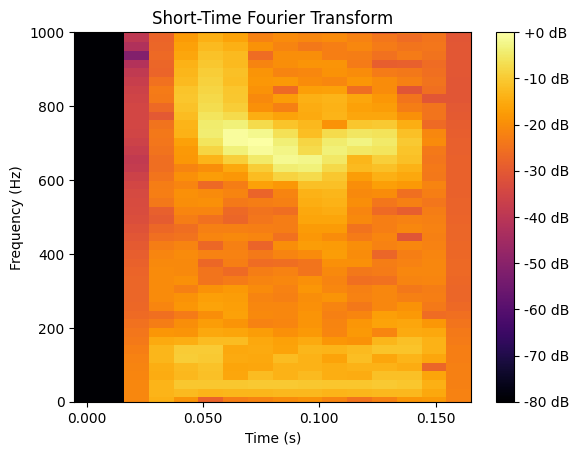 Short-Time Fourier Transform
1000
800
600
400
200
0
Frequency (Hz)
0.000
0.050
0.100
0.150
Time (s)
+0 dB
-10 dB
-20 dB
-30 dB
-40 dB
-50 dB
-60 dB
-70 dB
-80 dB